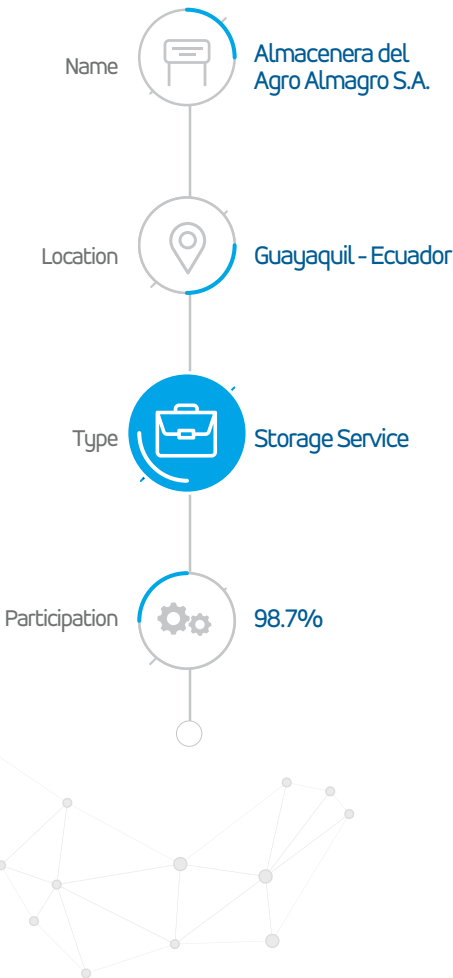 Name
Almacenera del
Agro Almagro S.A.
Location
Guayaquil - Ecuador
Type
Storage Service
Participation
98.7%